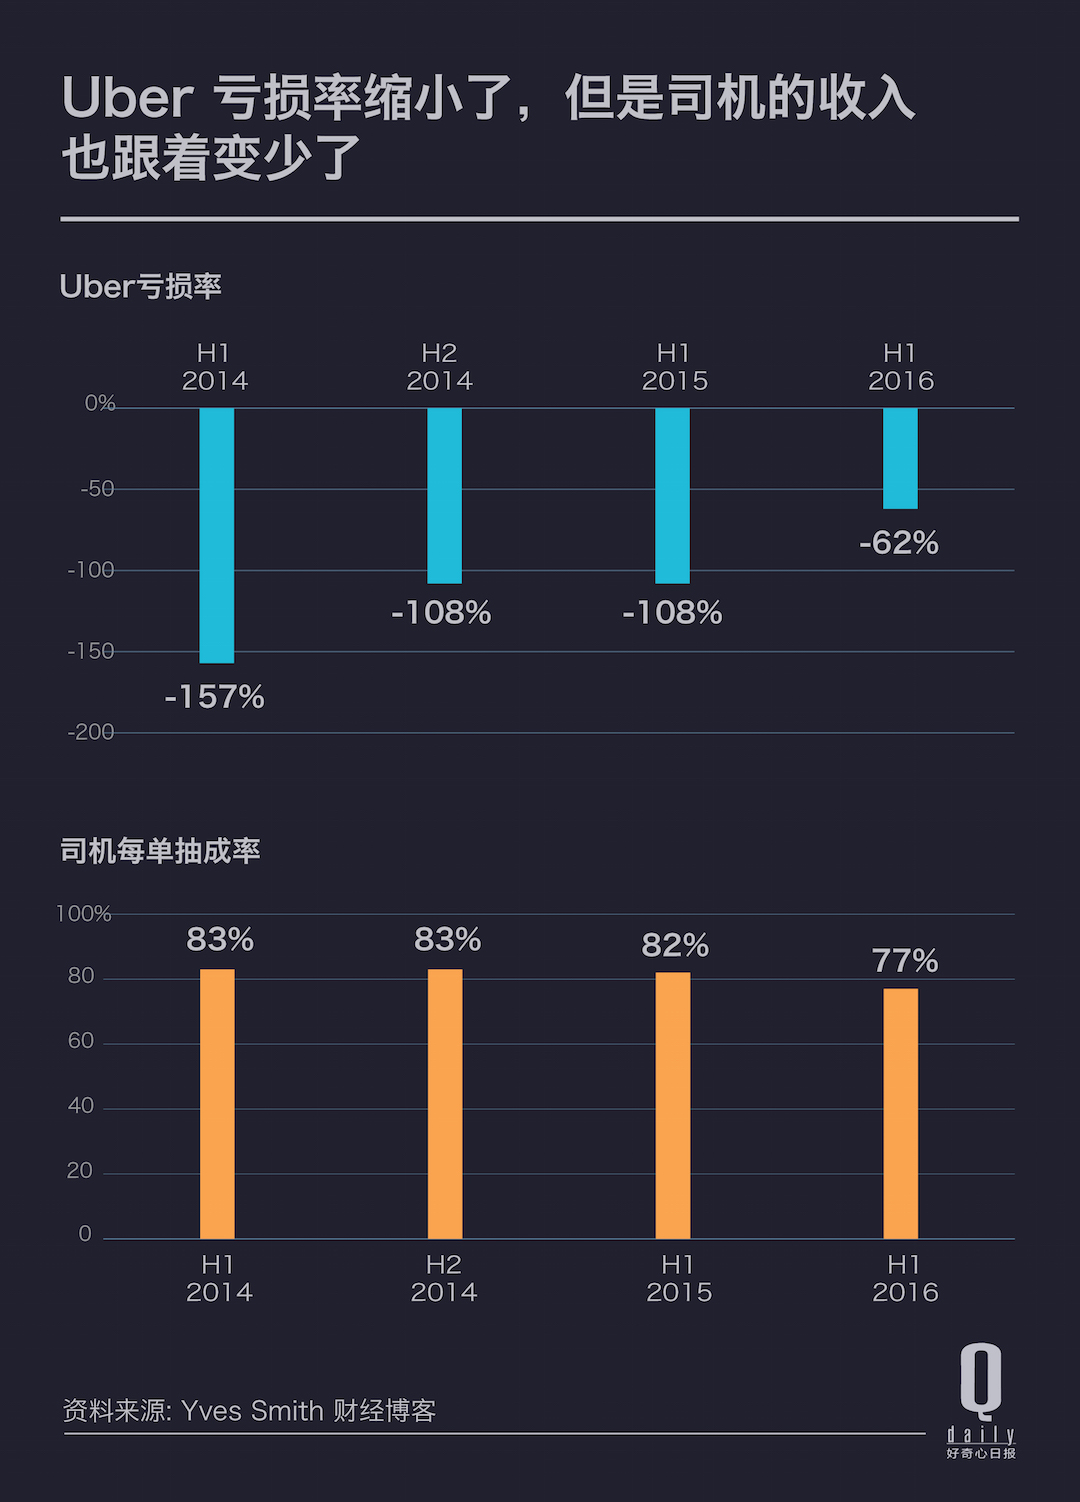 Uber 亏损率缩小了，但是司机的收入
也跟着变少了
Uber亏损率
H1
2014
H2
2014
H1
2015
H1
2016
0%
-50
-100
-150
-200
-157%
-108%
-108%
-62%
司机每单抽成率
100%
80
60
40
20
0
83%
83%
82%
77%
H1
2014
H2
2014
H1
2015
H1
2016
资料来源: Yves Smith 财经博客
Q
daily
好奇心日报